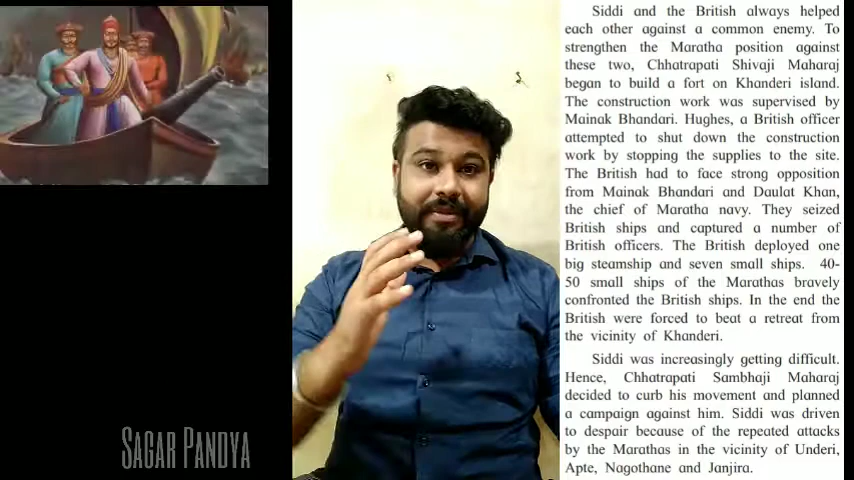 Siddi and the British always helped
each other against a common enemy. To
strengthen the Maratha position against
these two, Chhatrapati Shivaji Maharaj
began to build a fort on Khanderi island.
The construction work was supervised by
Mainak Bhandari. Hughes, a British officer
attempted to shut down the construction
work by stopping the supplies to the site.
The British had to face strong opposition
from Mainak Bhandari and Daulat Khan,
the chief of Maratha navy. They seized
British ships and captured a number of
British officers. The British deployed one
big steamship and seven small ships. 40-
50 small ships of the Marathas bravely
confronted the British ships. In the end the
British were forced to beat a retreat from
the vicinity of Khanderi.
Siddi was increasingly getting difficult.
Hence, Chhatrapati Sambhaji Maharaj
decided to curb his movement and planned
a campaign against him. Siddi was driven
to despair because of the repeated attacks
by the Marathas in the vicinity of Underi,
Apte, Nagothane and Janjira.
SAGAR PANDYA